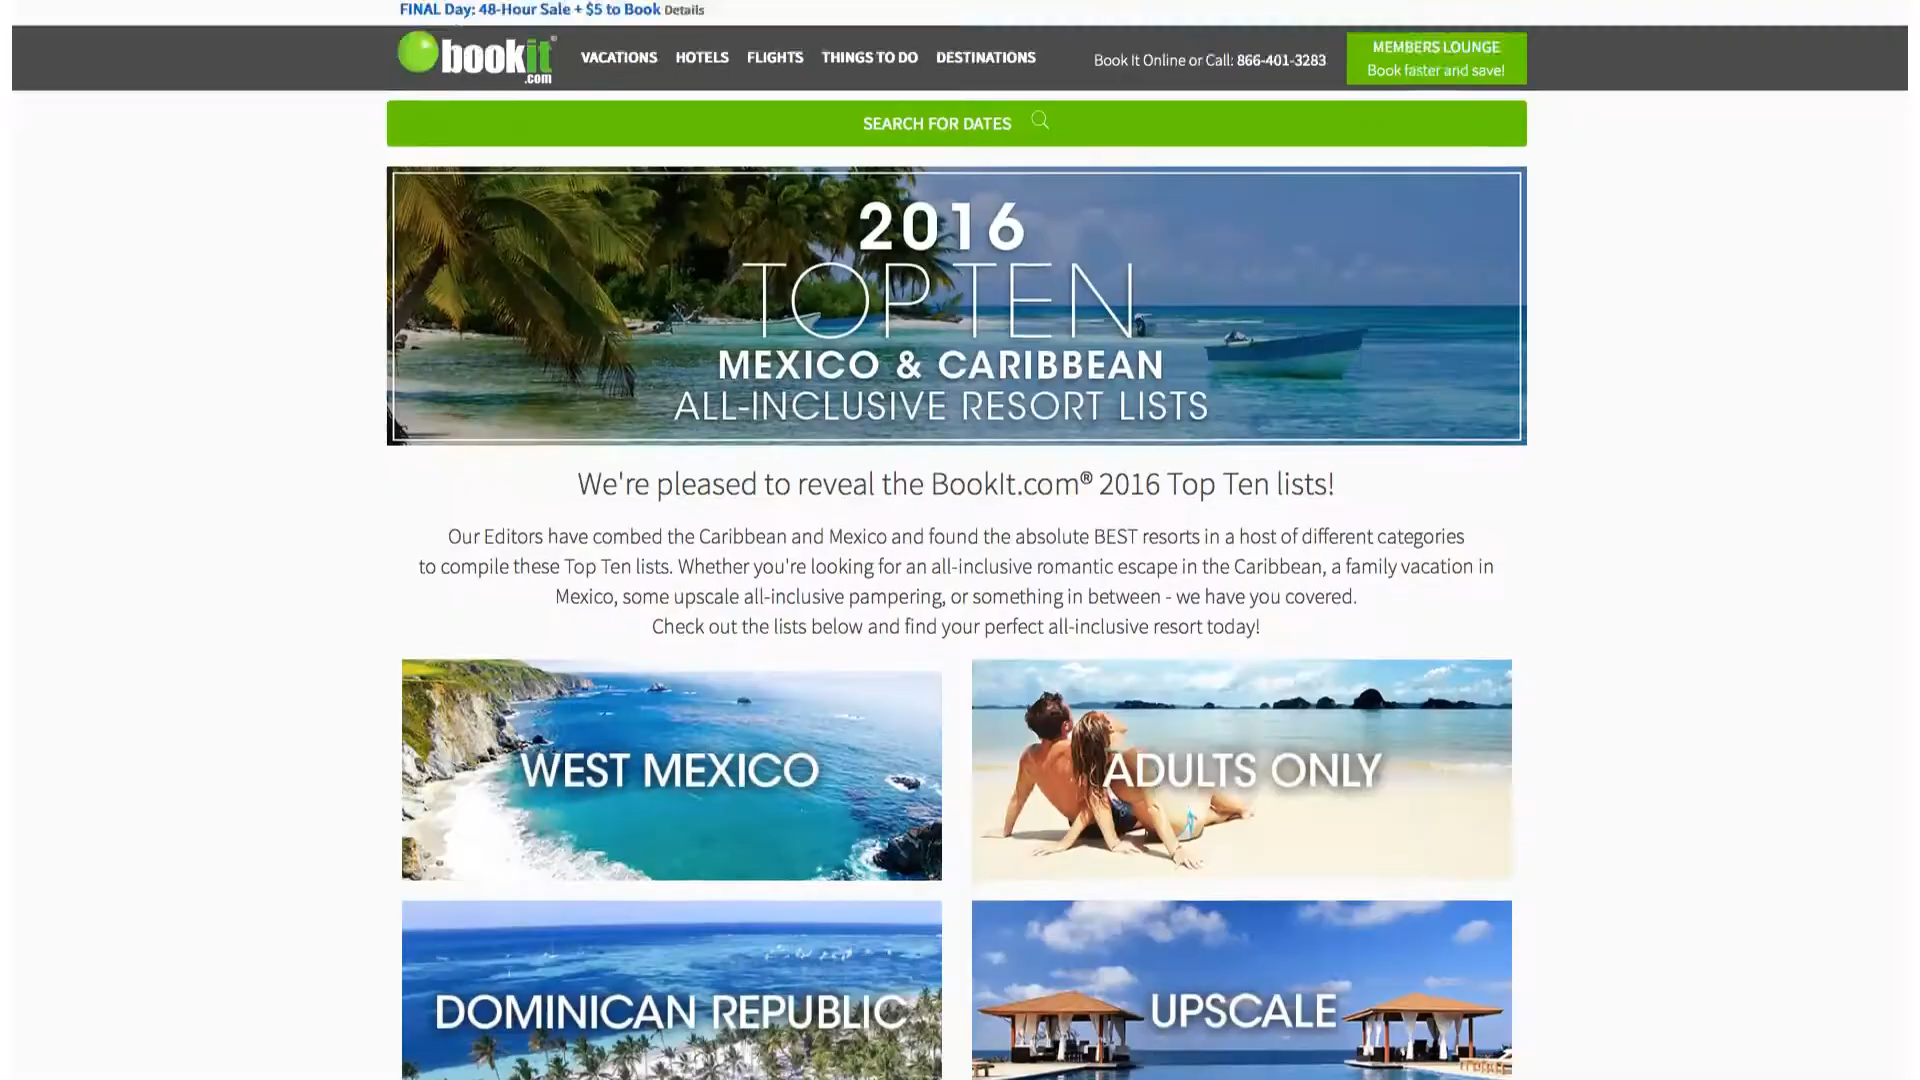 FINAL Day: 48-Hour Sale + $5 to Book Details
bookit®
.com
VACATIONS HOTELS FLIGHTS THINGS TO DO DESTINATIONS
Book It Online or Call: 866-401-3283
MEMBERS LOUNGE
Book faster and save!
SEARCH FOR DATES
2016
TOP TEN
MEXICO & CARIBBEAN
ALL-INCLUSIVE RESORT LISTS
We're pleased to reveal the BookIt.com® 2016 Top Ten lists!
Our Editors have combed the Caribbean and Mexico and found the absolute BEST resorts in a host of different categories
to compile these Top Ten lists. Whether you're looking for an all-inclusive romantic escape in the Caribbean, a family vacation in
Mexico, some upscale all-inclusive pampering, or something in between - we have you covered.
Check out the lists below and find your perfect all-inclusive resort today!
WEST MEXICO
ADULTS ONLY
DOMINICAN REPUBLIC
UPSCALE